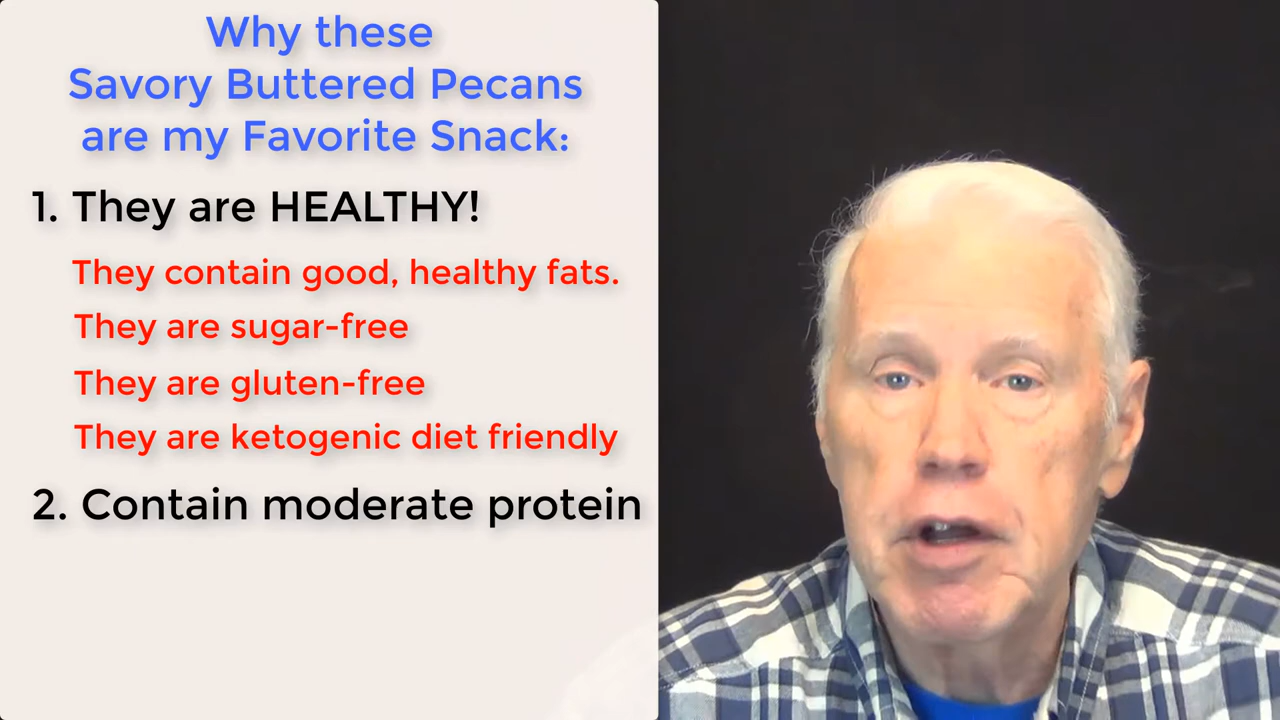 Why these
Savory Buttered Pecans
are my Favorite Snack:
1. They are HEALTHY!
They contain good, healthy fats.
They are sugar-free
They are gluten-free
They are ketogenic diet friendly
2. Contain moderate protein